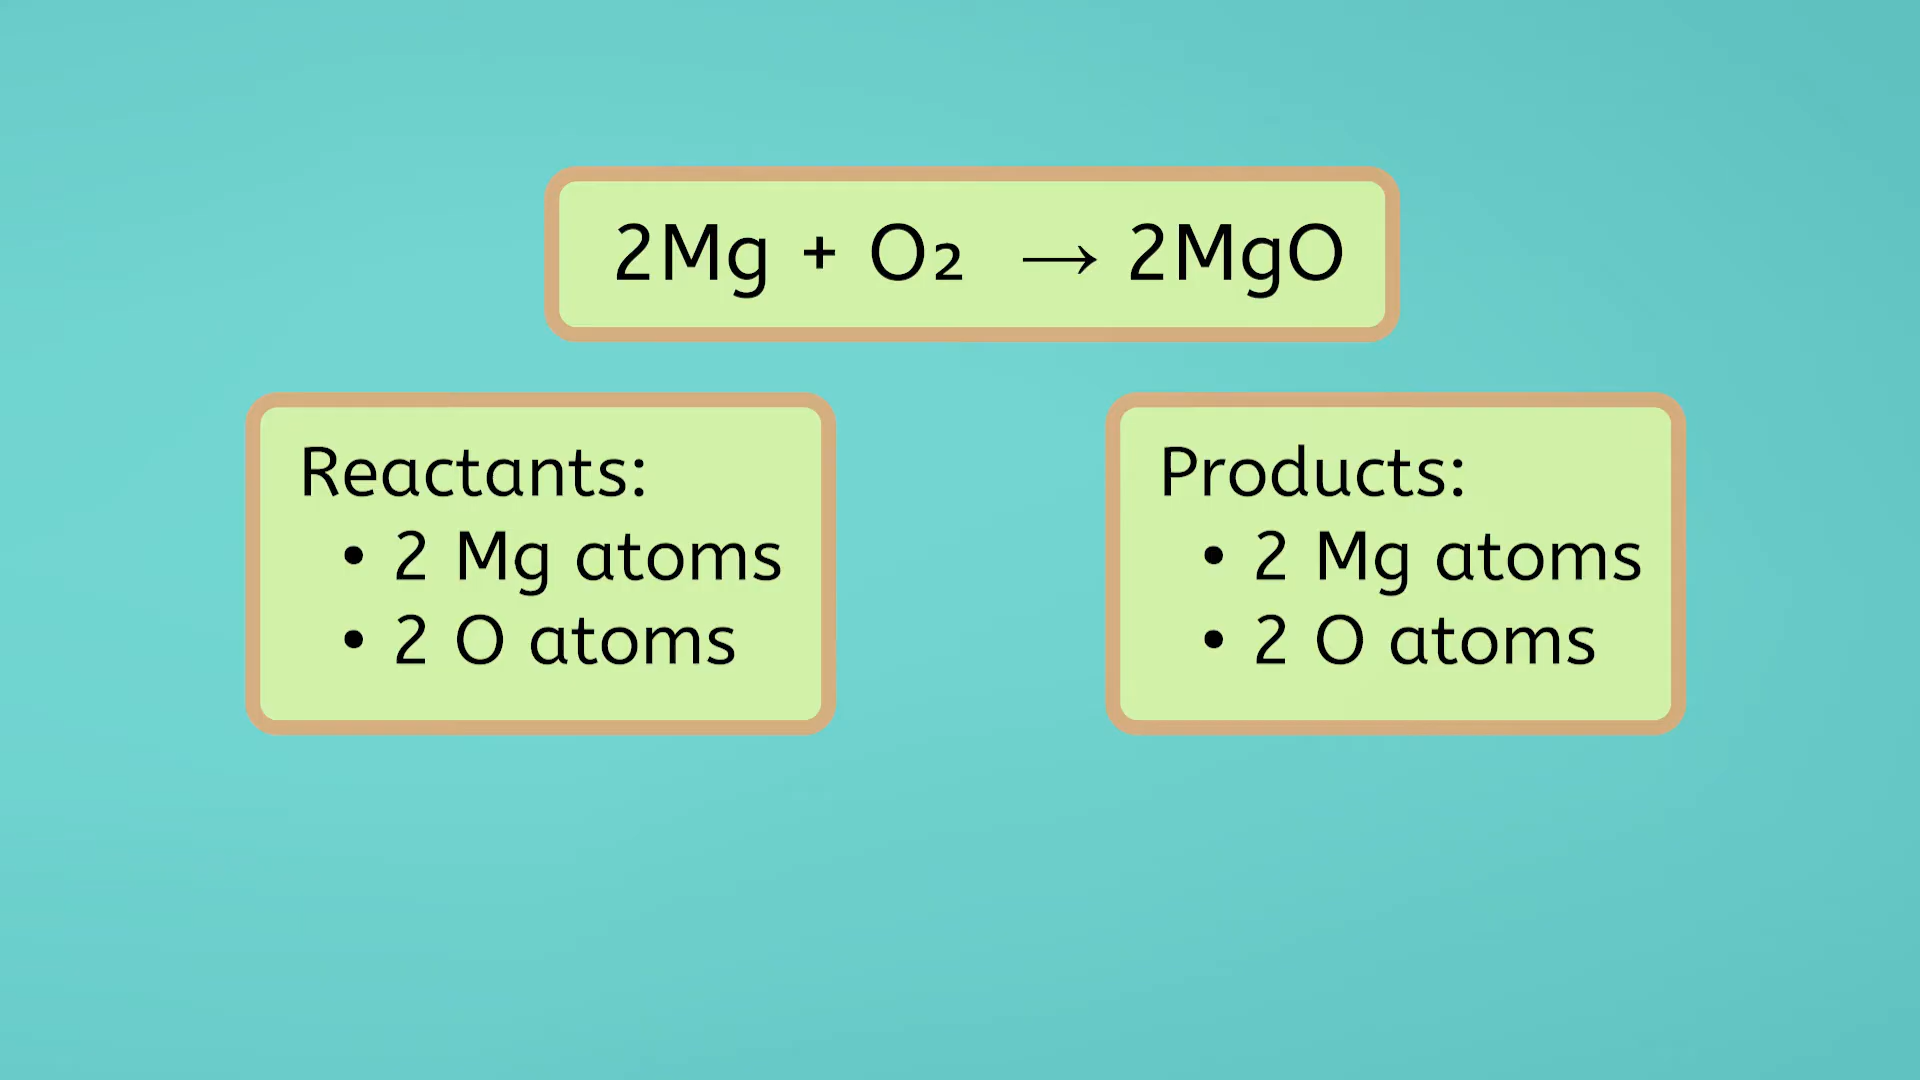 2Mg + O₂ → 2MgO
Reactants:
• 2 Mg atoms
• 2 O atoms
Products:
• 2 Mg atoms
• 2 O atoms